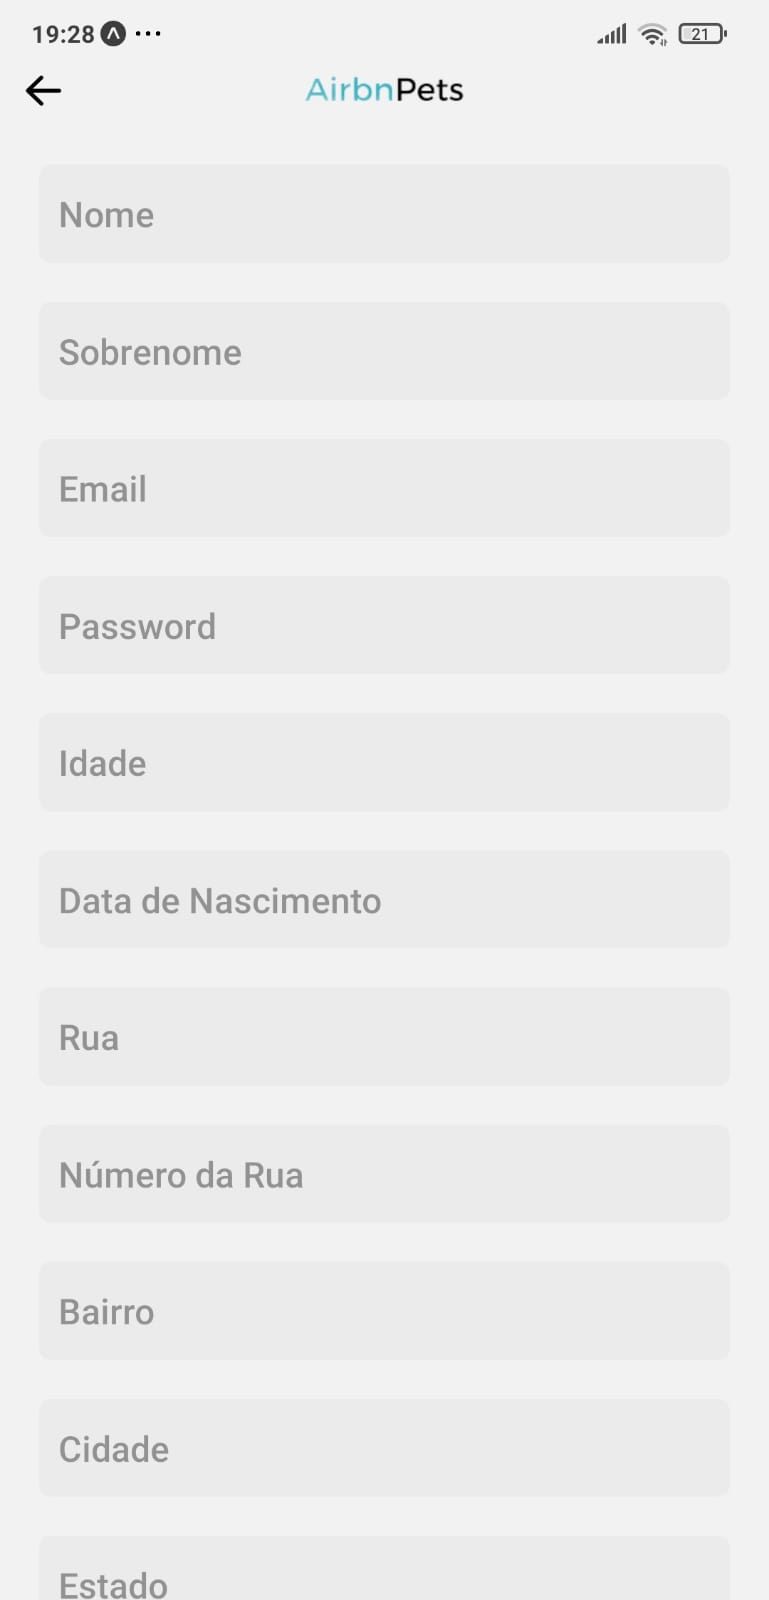 19:28
21
AirbnPets
Nome
Sobrenome
Email
Password
Idade
Data de Nascimento
Rua
Número da Rua
Bairro
Cidade
Estado